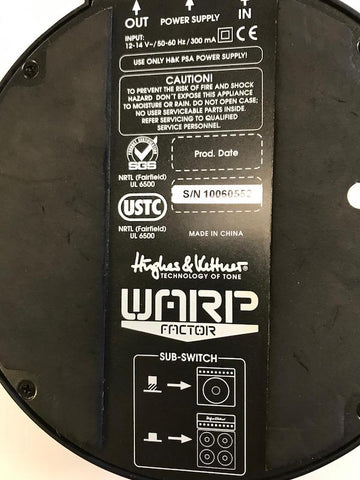 OUT POWER SUPPLY IN
INPUT:
12-14 V~/50-60 Hz/300 mA CE
USE ONLY H&K PSA POWER SUPPLY!
CAUTION!
TO PREVENT THE RISK OF FIRE AND SHOCK
HAZARD DON´T EXPOSE THIS APPLIANCE
TO MOISTURE OR RAIN. DO NOT OPEN CASE;
NO USER SERVICEABLE PARTS INSIDE.
REFER SERVICING TO QUALIFIED
SERVICE PERSONNEL.
SGS
NRTL (Fairfield)
UL 6500
Prod. Date
S/N 10060552
USTC
NRTL (Fairfield)
UL 6500
MADE IN CHINA
Hughes & Kettner®
TECHNOLOGY OF TONE
WARP
FACTOR
SUB-SWITCH